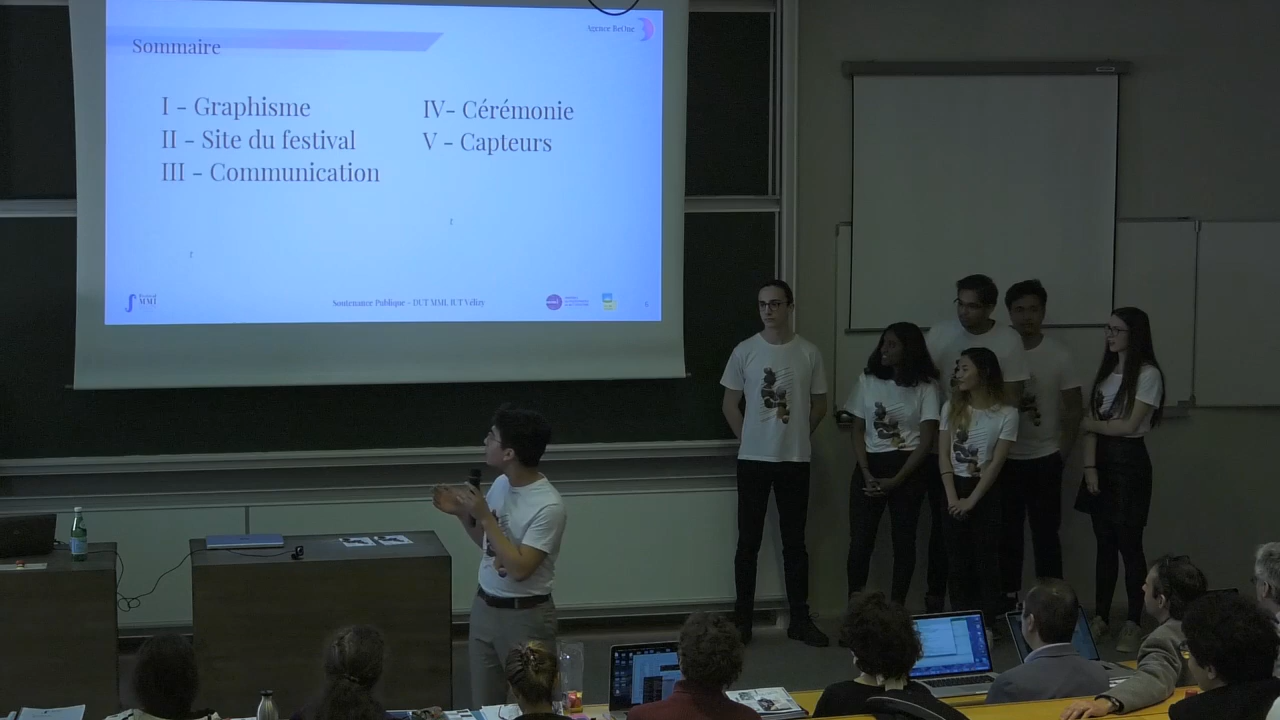 Agence BeOne
Sommaire
I - Graphisme
II - Site du festival
III - Communication
IV- Cérémonie
V - Capteurs
MMI
Soutenance Publique - DUT MMI, IUT Vélizy
5